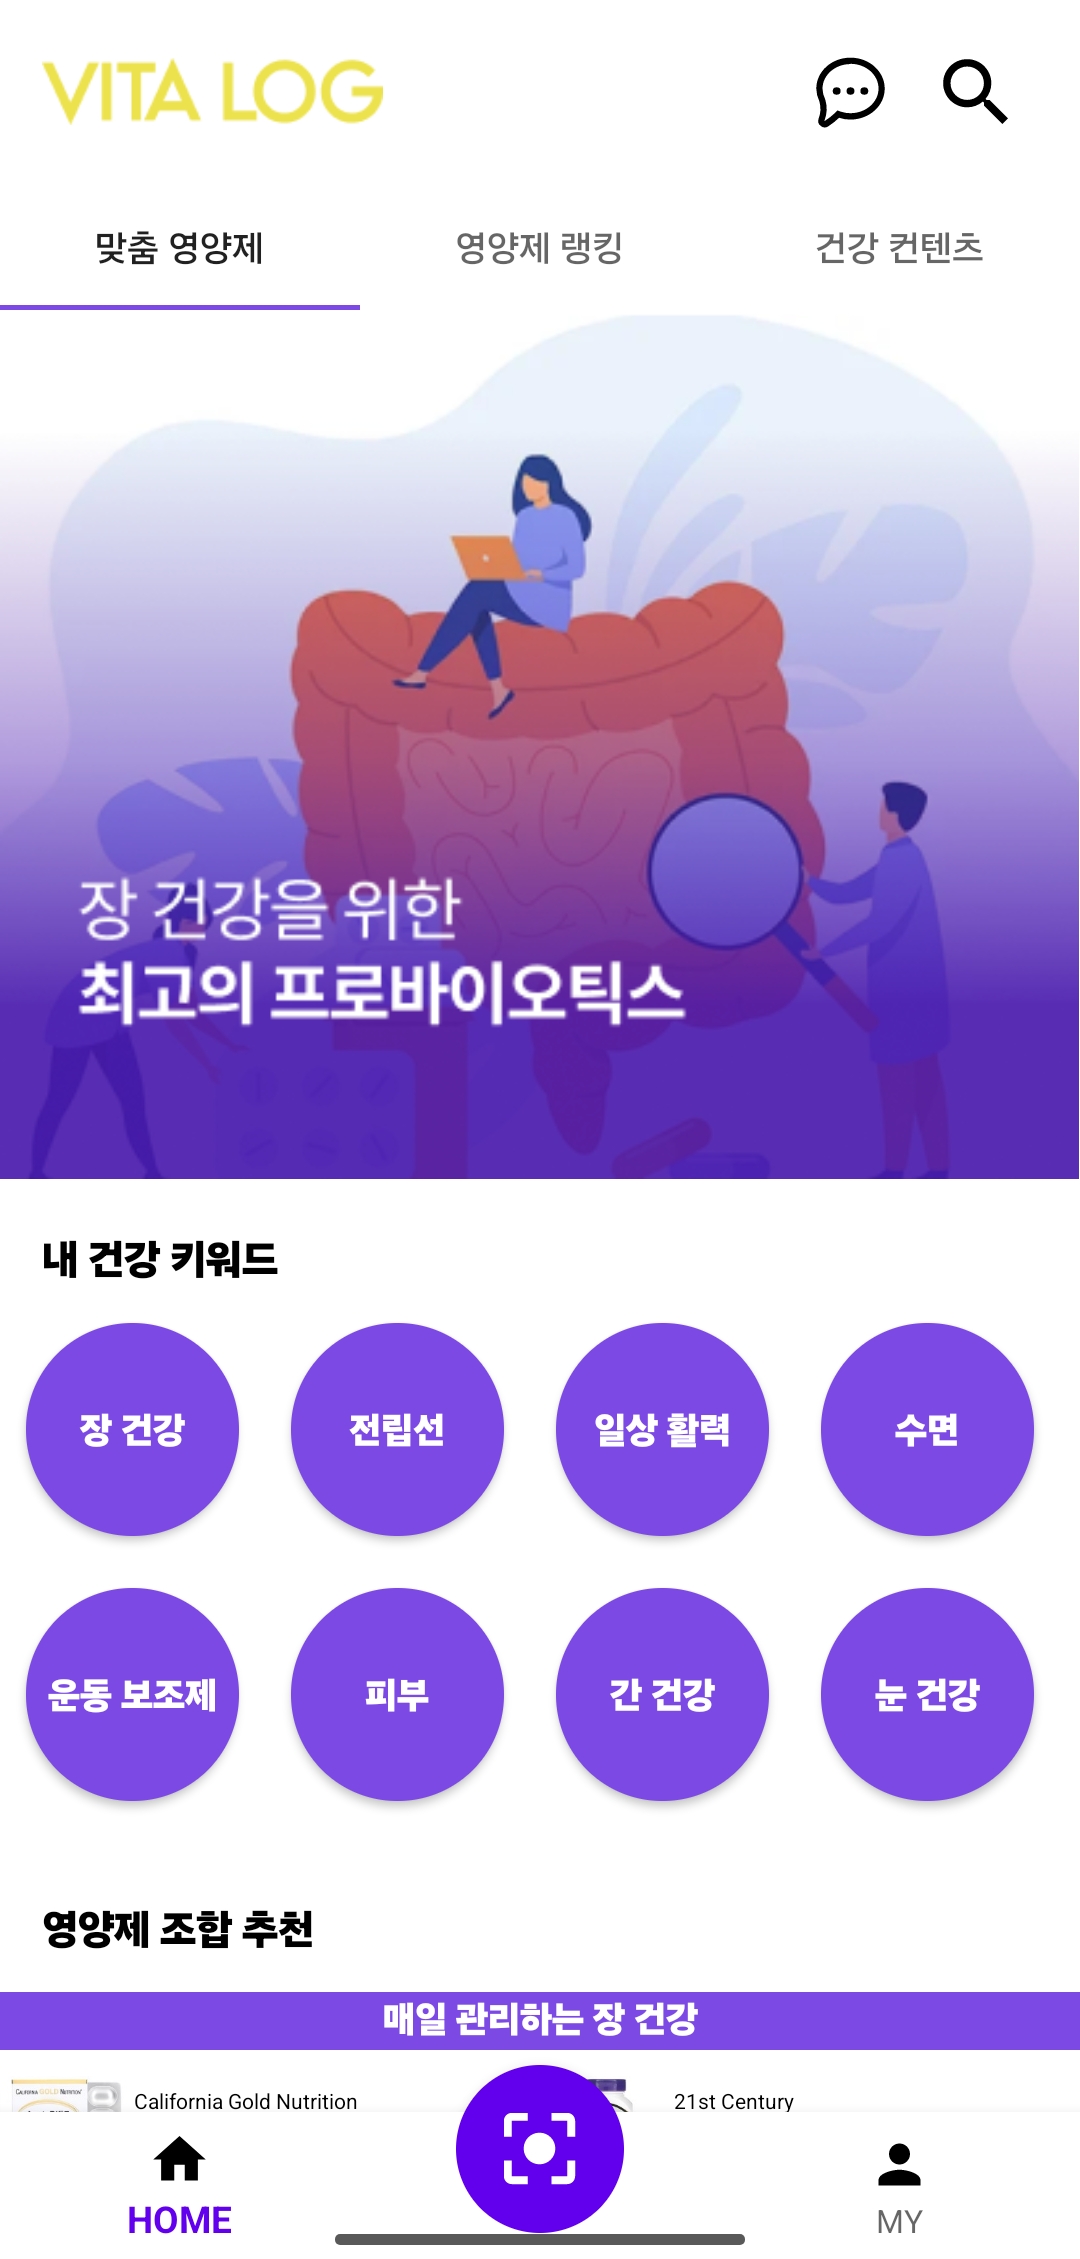 VITA LOG
맞춤 영양제
영양제 랭킹
건강 컨텐츠
장 건강을 위한
최고의 프로바이오틱스
내 건강 키워드
장 건강
전립선
일상 활력
수면
운동 보조제
피부
간 건강
눈 건강
영양제 조합 추천
매일 관리하는 장 건강
CALIFORNIA GOLD NUTRITION
California Gold Nutrition
21st Century
HOME
MY